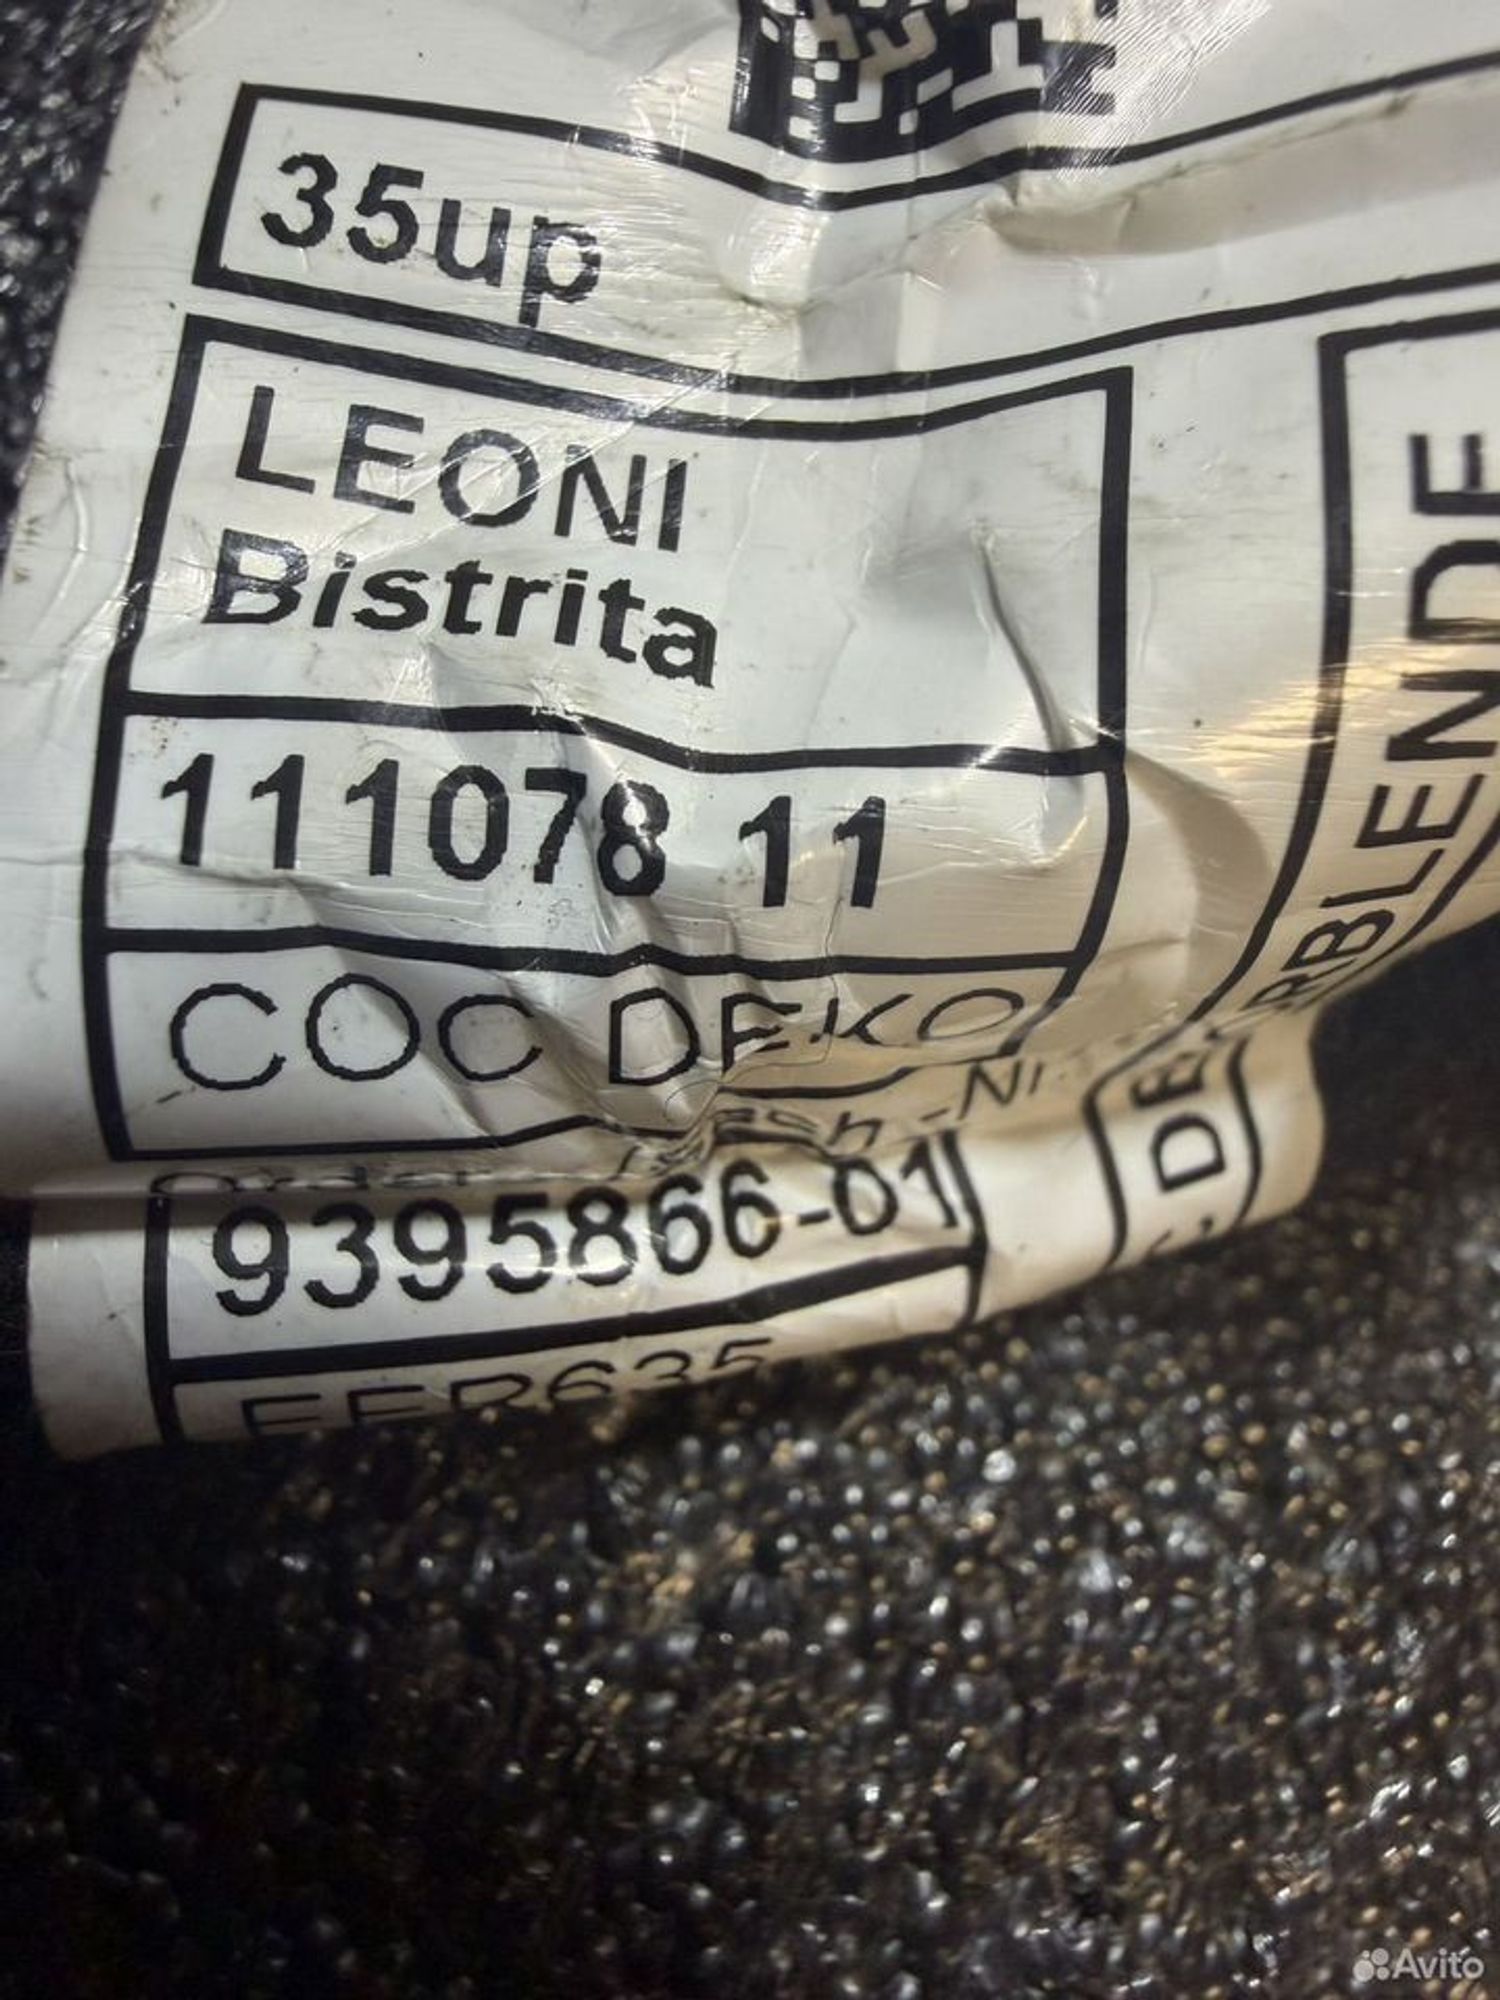 35up
LEONI
Bistrita
111078 11
COC DEKO
9395866-01
Avito